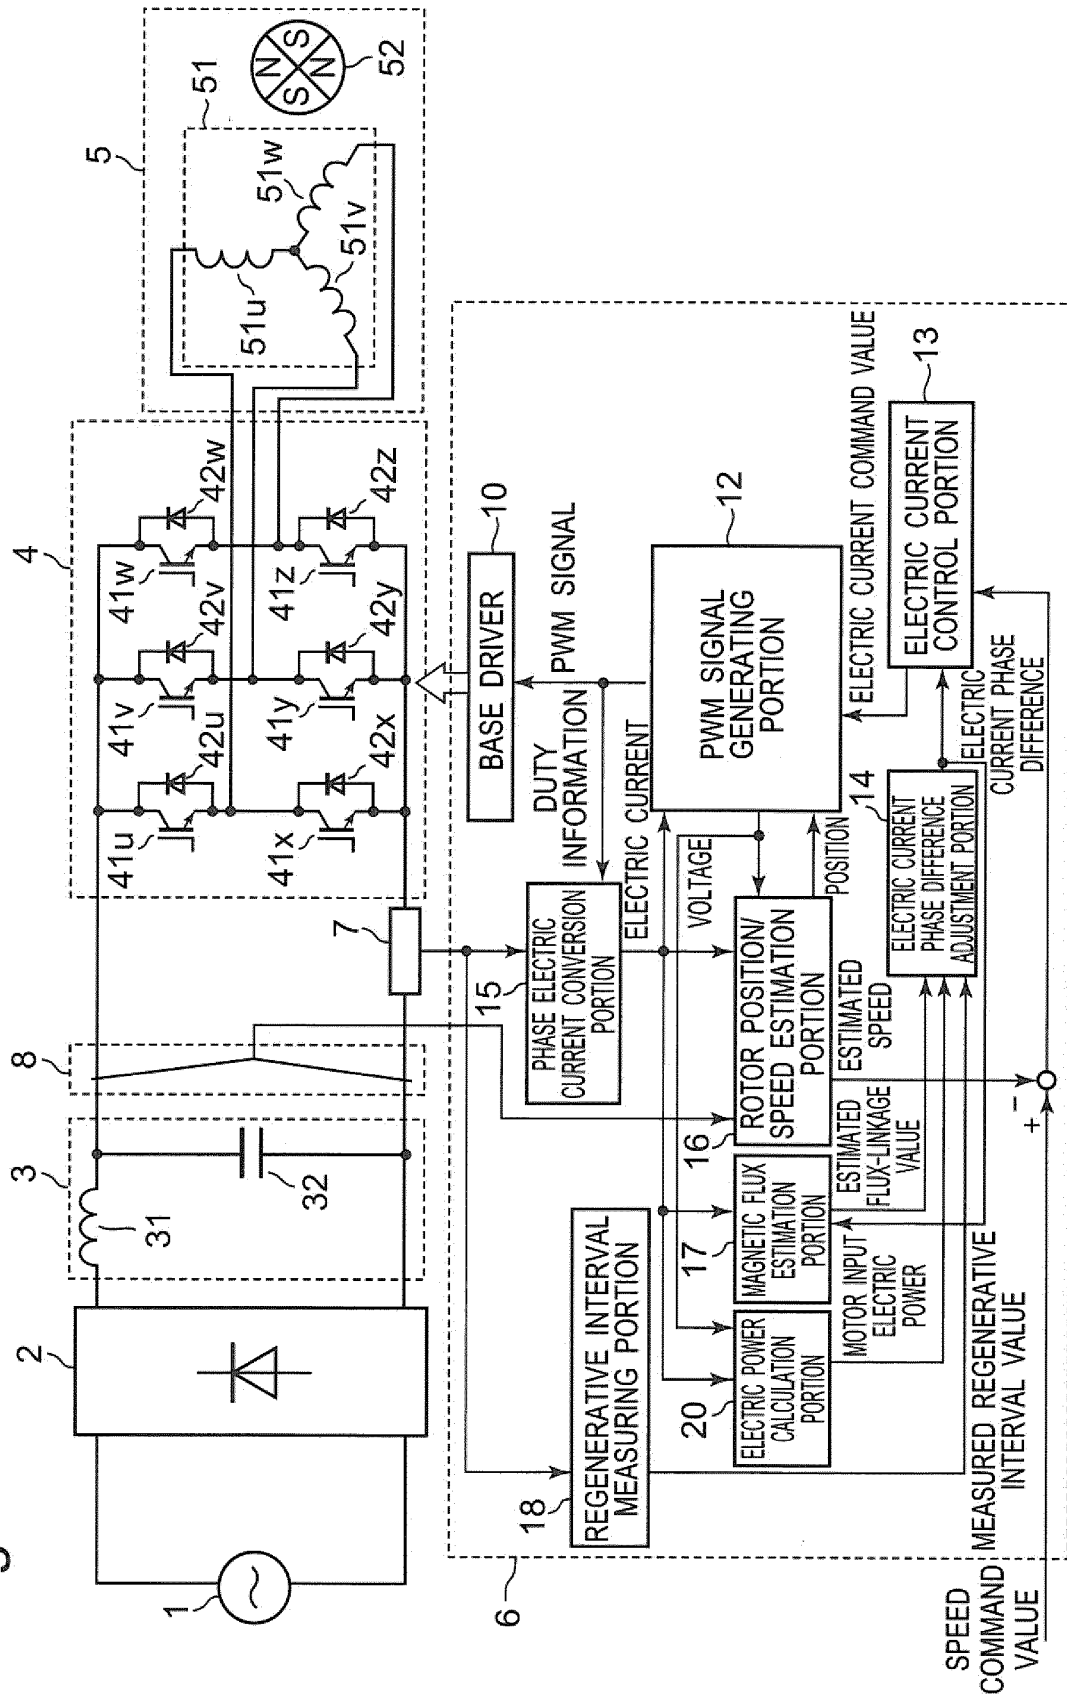 1
2
3
31
32
8
7
4
41u
42u
41v
42v
41w
42w
41x
42x
41y
42y
41z
42z
5
51
51u
51v
51w
52
N
S
N
S
6
10
BASE DRIVER
PWM SIGNAL
DUTY
INFORMATION
12
PWM SIGNAL
GENERATING
PORTION
15
PHASE ELECTRIC
CURRENT CONVERSION
PORTION
ELECTRIC CURRENT
VOLTAGE
POSITION
ELECTRIC CURRENT COMMAND VALUE
13
ELECTRIC CURRENT
CONTROL PORTION
14
ELECTRIC CURRENT
PHASE DIFFERENCE
ADJUSTMENT PORTION
ELECTRIC
CURRENT PHASE
DIFFERENCE
16
ROTOR POSITION/
SPEED ESTIMATION
PORTION
ESTIMATED
SPEED
17
MAGNETIC FLUX
ESTIMATION
PORTION
ESTIMATED
FLUX-LINKAGE
VALUE
18
REGENERATIVE INTERVAL
MEASURING PORTION
20
ELECTRIC POWER
CALCULATION
PORTION
MOTOR INPUT
ELECTRIC
POWER
MEASURED REGENERATIVE
INTERVAL VALUE
+
−
SPEED
COMMAND
VALUE